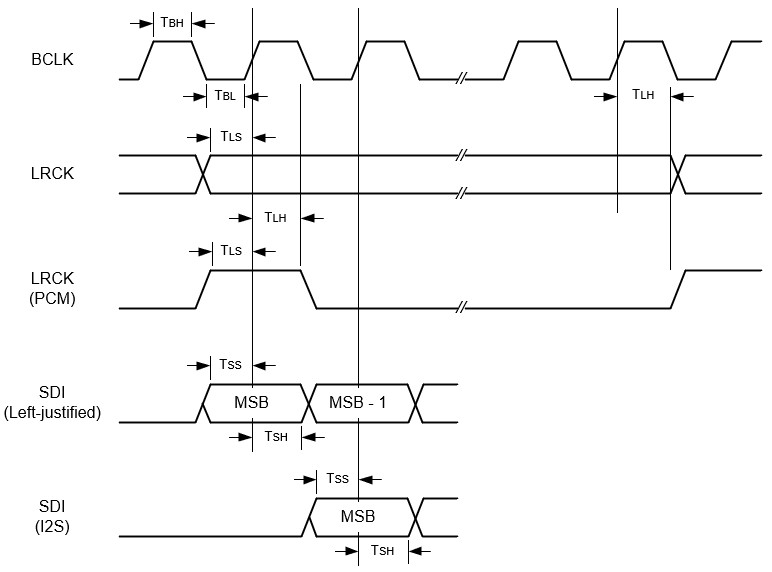 TBH
BCLK
TBL
TLH
TLS
LRCK
TLH
TLS
LRCK
(PCM)
TSS
SDI
(Left-justified)
MSB
MSB - 1
TSH
TSS
SDI
(I2S)
MSB
TSH